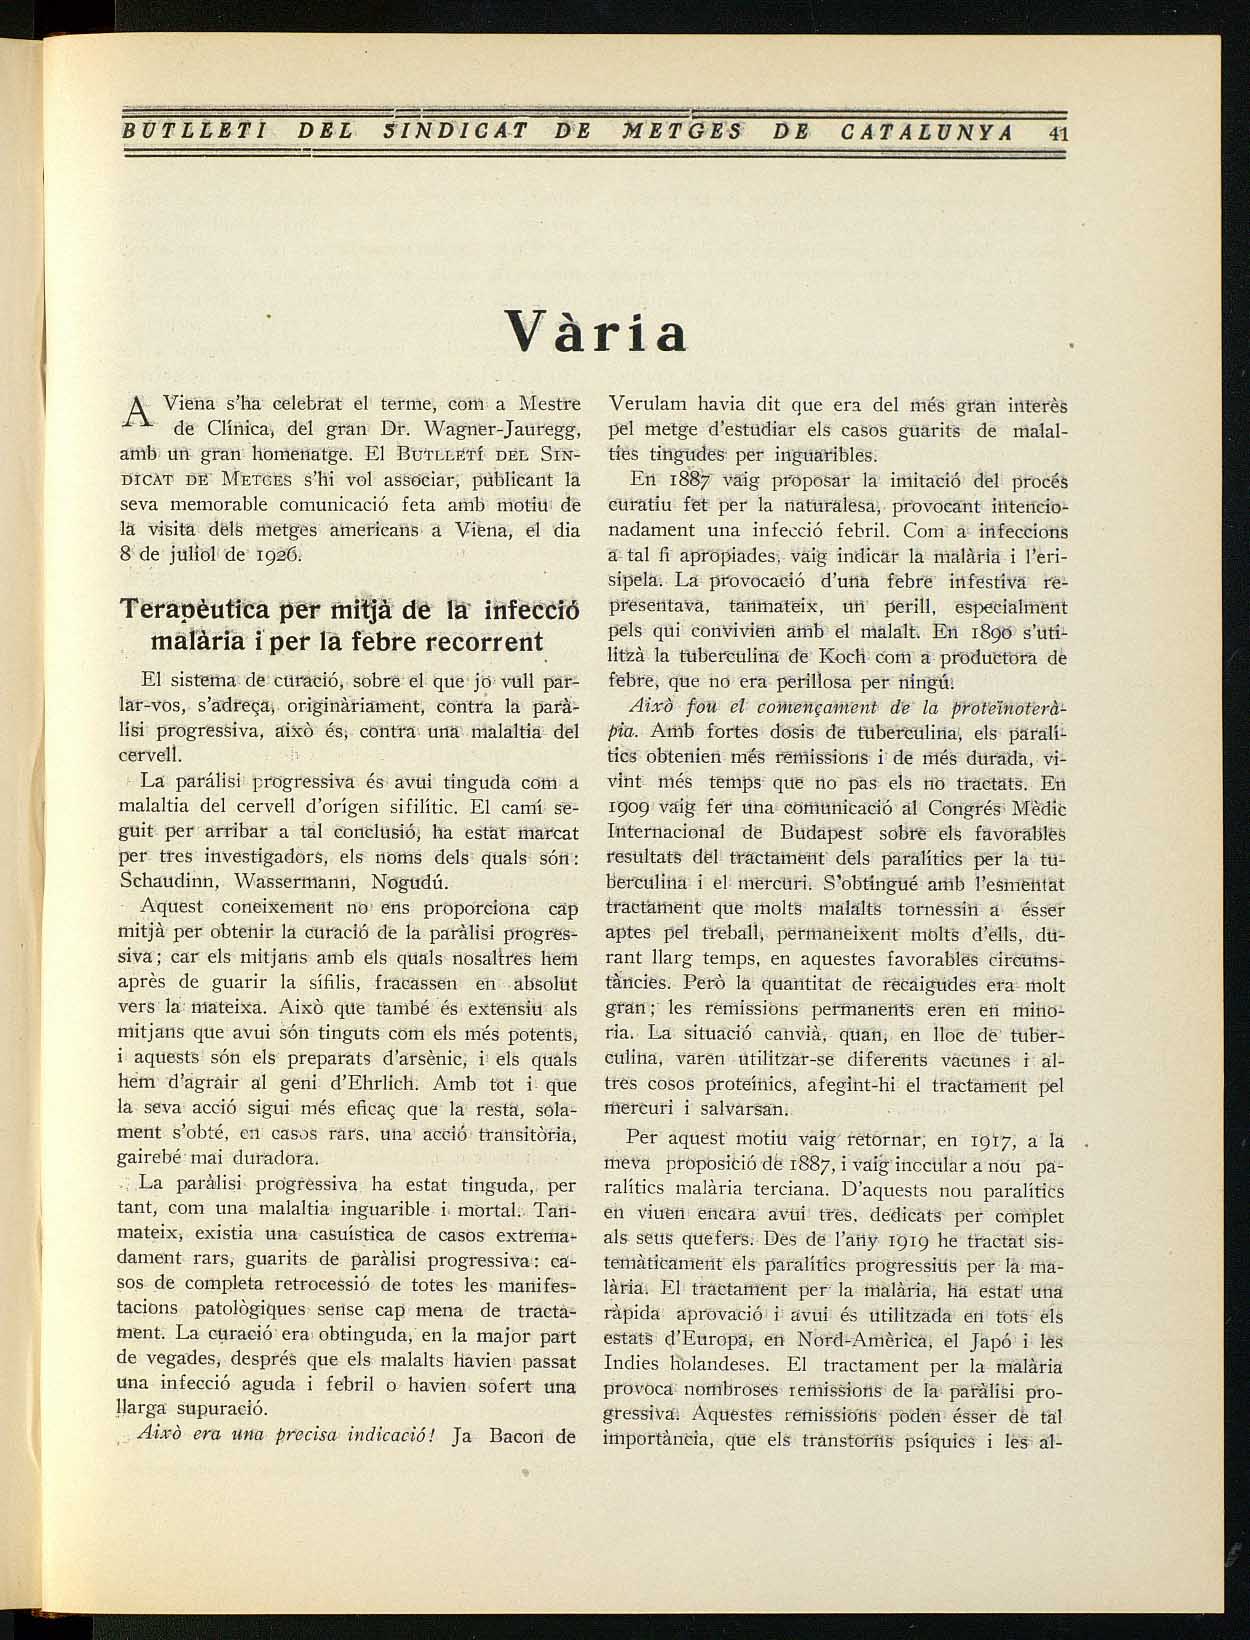 BUTLLETI DEL SINDICAT DE METGES DE CATALUNYA 41
Vària
A Viena s'ha celebrat el terme, com a Mestre
de Clínica, del gran Dr. Wagner-Jauregg,
amb un gran homenatge. El BUTLLETÍ DEL SIN-
DICAT DE METGES s'hi vol associar, publicant la
seva memorable comunicació feta amb motiu de
la visita dels metges americans a Viena, el dia
8 de juliol de 1926.
Terapèutica per mitjà de la infecció
malària i per la febre recorrent
El sistema de curació, sobre el que jo vull par-
lar-vos, s'adreça, originàriament, contra la parà-
lisi progressiva, això és, contra una malaltia del
cervell.
La parálisi progressiva és avui tinguda com a
malaltia del cervell d'orígen sifilític. El camí se-
guit per arribar a tal conclusió, ha estat marcat
per tres investigadors, els noms dels quals són:
Schaudinn, Wassermann, Nogudú.
Aquest coneixement no ens proporciona cap
mitjà per obtenir la curació de la paràlisi progres-
siva; car els mitjans amb els quals nosaltres hem
après de guarir la sífilis, fracassen en absolut
vers la mateixa. Això que també és extensiu als
mitjans que avui són tinguts com els més potents,
i aquests són els preparats d'arsènic, i els quals
hem d'agrair al geni d'Ehrlich. Amb tot i que
la seva acció sigui més eficaç que la resta, sola-
ment s'obté, en casos rars, una acció transitòria,
gairebé mai duradora.
La paràlisi progressiva ha estat tinguda, per
tant, com una malaltia inguarible i mortal. Tan-
mateix, existia una casuística de casos extrema-
dament rars, guarits de paràlisi progressiva: ca-
sos de completa retrocessió de totes les manifes-
tacions patològiques sense cap mena de tracta-
ment. La curació era obtinguda, en la major part
de vegades, després que els malalts havien passat
una infecció aguda i febril o havien sofert una
llarga supuració.
Això era una precisa indicació! Ja Bacon de
Verulam havia dit que era del més gran interès
pel metge d'estudiar els casos guarits de malal-
ties tingudes per inguaribles.
En 1887 vaig proposar la imitació del procés
curatiu fet per la naturalesa, provocant intencio-
nadament una infecció febril. Com a infeccions
a tal fi apropiades, vaig indicar la malària i l'eri-
sipela. La provocació d'una febre infestiva re-
presentava, tanmateix, un perill, especialment
pels qui convivien amb el malalt. En 1890 s'uti-
litzà la tuberculina de Koch com a productora de
febre, que no era perillosa per ningú.
Això fou el començament de la proteïnoterà-
pia. Amb fortes dosis de tuberculina, els paralí-
tics obtenien més remissions i de més durada, vi-
vint més temps que no pas els no tractats. En
1909 vaig fer una comunicació al Congrés Mèdic
Internacional de Budapest sobre els favorables
resultats del tractament dels paralítics per la tu-
berculina i el mercuri. S'obtingué amb l'esmentat
tractament que molts malalts tornessin a ésser
aptes pel treball, permaneixent molts d'ells, du-
rant llarg temps, en aquestes favorables circums-
tàncies. Però la quantitat de recaigudes era molt
gran; les remissions permanents eren en mino-
ria. La situació canvià, quan, en lloc de tuber-
culina, varen utilitzar-se diferents vacunes i al-
tres cosos proteínics, afegint-hi el tractament pel
mercuri i salvarsan.
Per aquest motiu vaig retornar, en 1917, a la
meva proposició de 1887, i vaig inocular a nou pa-
ralítics malària terciana. D'aquests nou paralítics
en viuen encara avui tres, dedicats per complet
als seus quefers. Des de l'any 1919 he tractat sis-
temàticament els paralítics progressius per la ma-
lària. El tractament per la malària, ha estat una
ràpida aprovació i avui és utilitzada en tots els
estats d'Europa, en Nord-Amèrica, el Japó i les
Indies holandeses. El tractament per la malària
provoca nombroses remissions de la paràlisi pro-
gressiva. Aquestes remissions poden ésser de tal
importància, que els transtorns psíquics i les al-